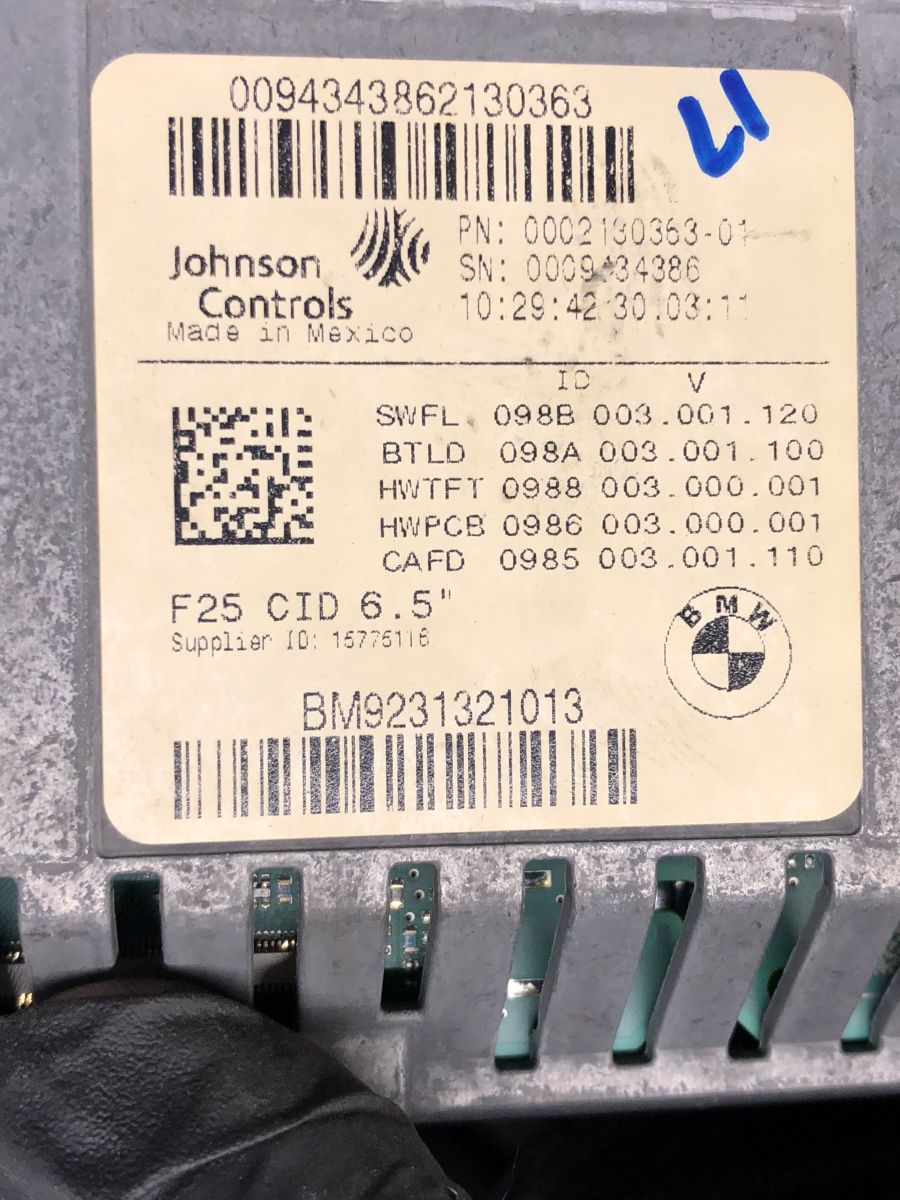 0094343862130363
L1
Johnson
Controls
Made in Mexico
PN: 0002130363-01
SN: 0009434386
10:29:42 30:03:11
ID V
SWFL 098B 003.001.120
BTLD 098A 003.001.100
HWTFT 0988 003.000.001
HWPCB 0986 003.000.001
CAFD 0985 003.001.110
F25 CID 6.5"
Supplier ID: 15775116
BMW
BM9231321013